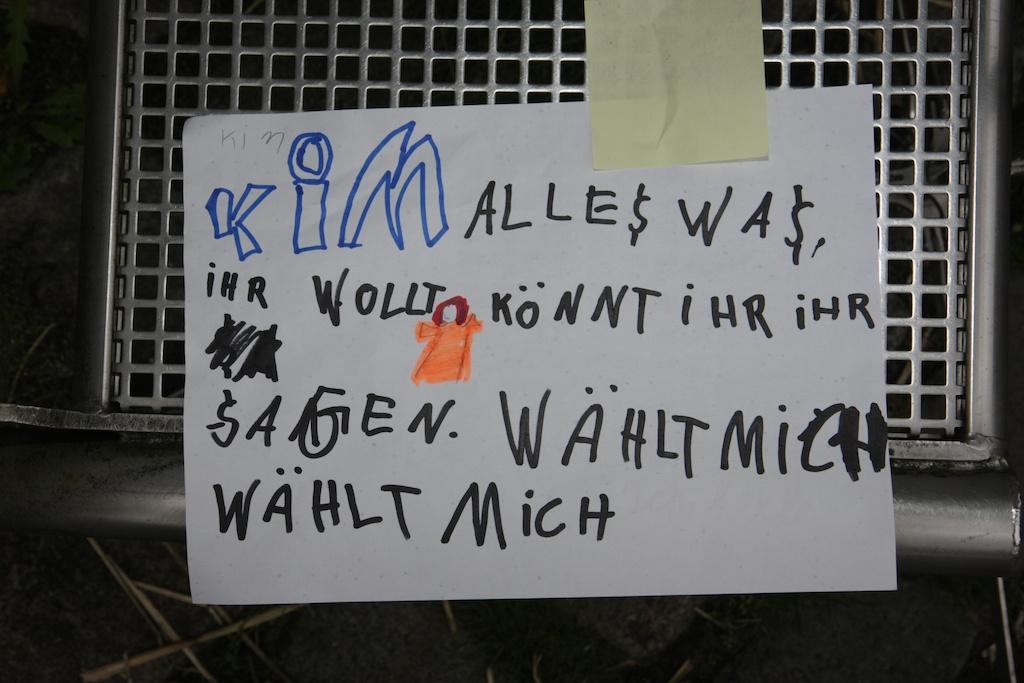 Kim
KiM ALLES WAS,
iHR WOLLT KÖNNT iHR iHR
SAGEN. WÄHLT MiCH
WÄHLT MiCH